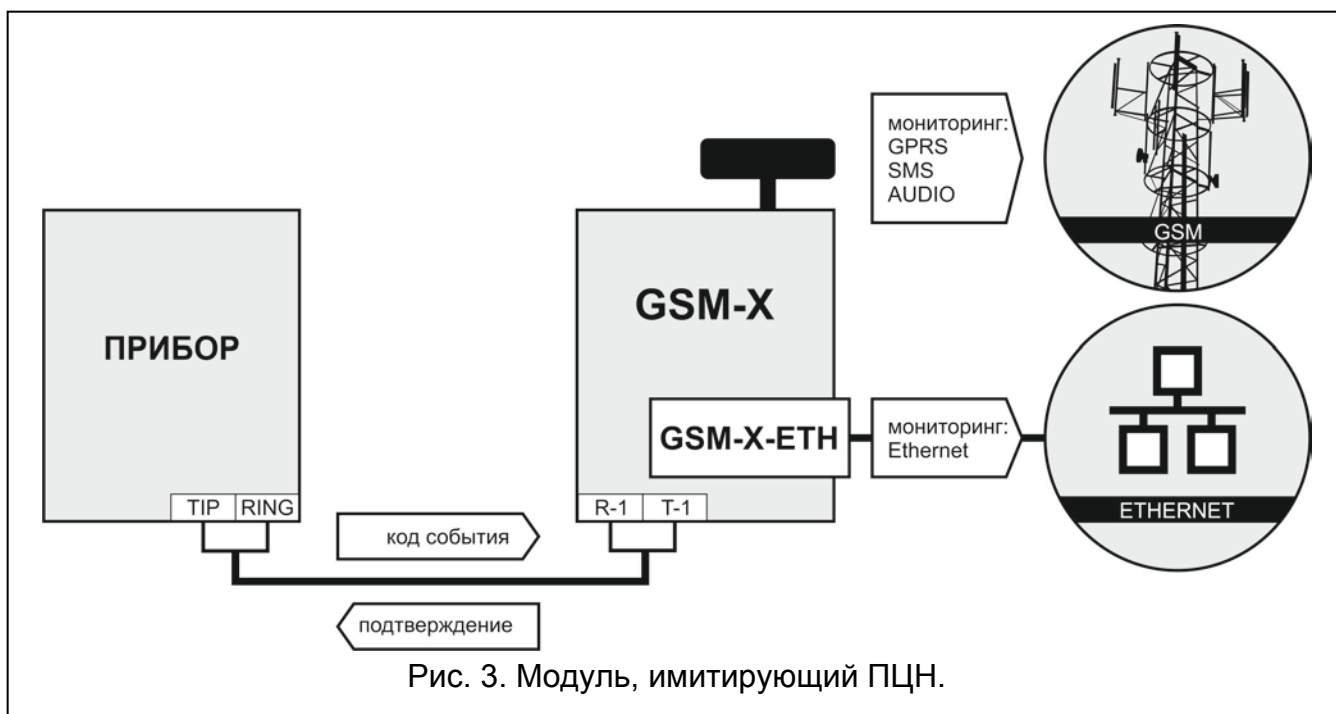 мониторинг:
GPRS
SMS
AUDIO
GSM
ПРИБОР
GSM-X
GSM-X-ETH
мониторинг:
Ethernet
ETHERNET
TIP RING
R-1 T-1
код события
подтверждение
Рис. 3. Модуль, имитирующий ПЦН.